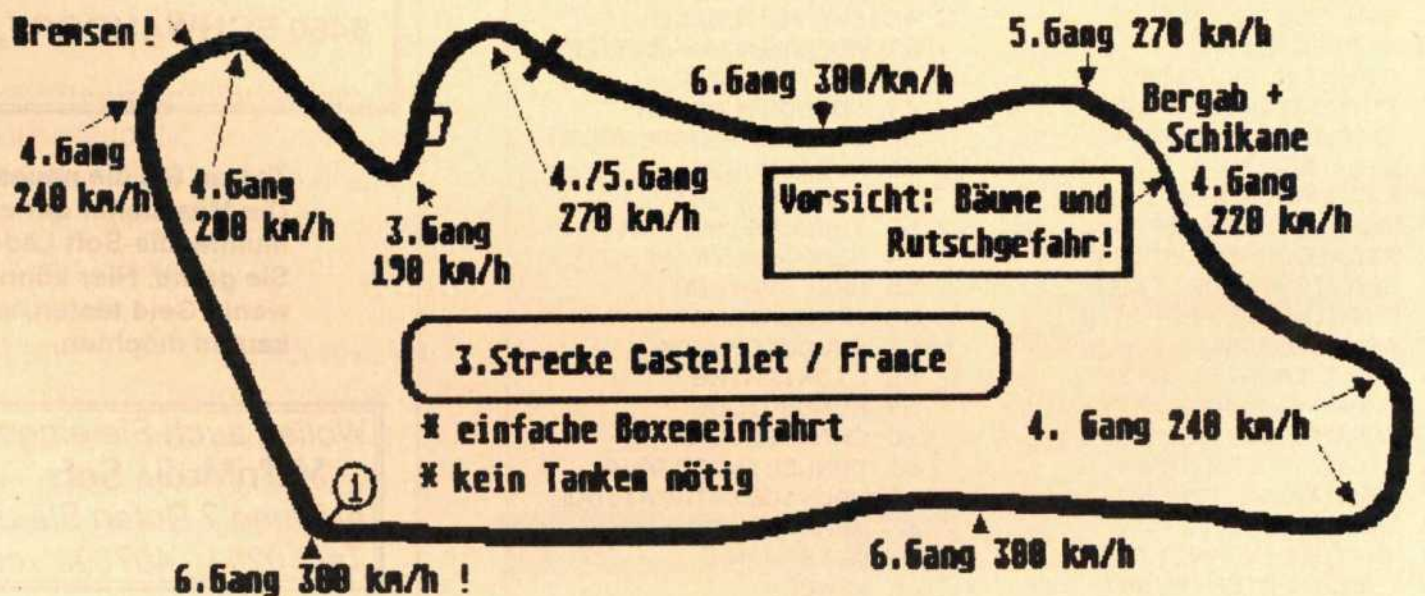 Bremsen !
5.Gang 270 km/h
6.Gang 300/km/h
Bergab +
Schikane
4.Gang
240 km/h
4.Gang
200 km/h
3.Gang
190 km/h
4./5.Gang
270 km/h
Vorsicht: Bäume und
Rutschgefahr!
4.Gang
220 km/h
3.Strecke Castellet / France
* einfache Boxeneinfahrt
* kein Tanken nötig
4. Gang 240 km/h
1
6.Gang 300 km/h !
6.Gang 300 km/h